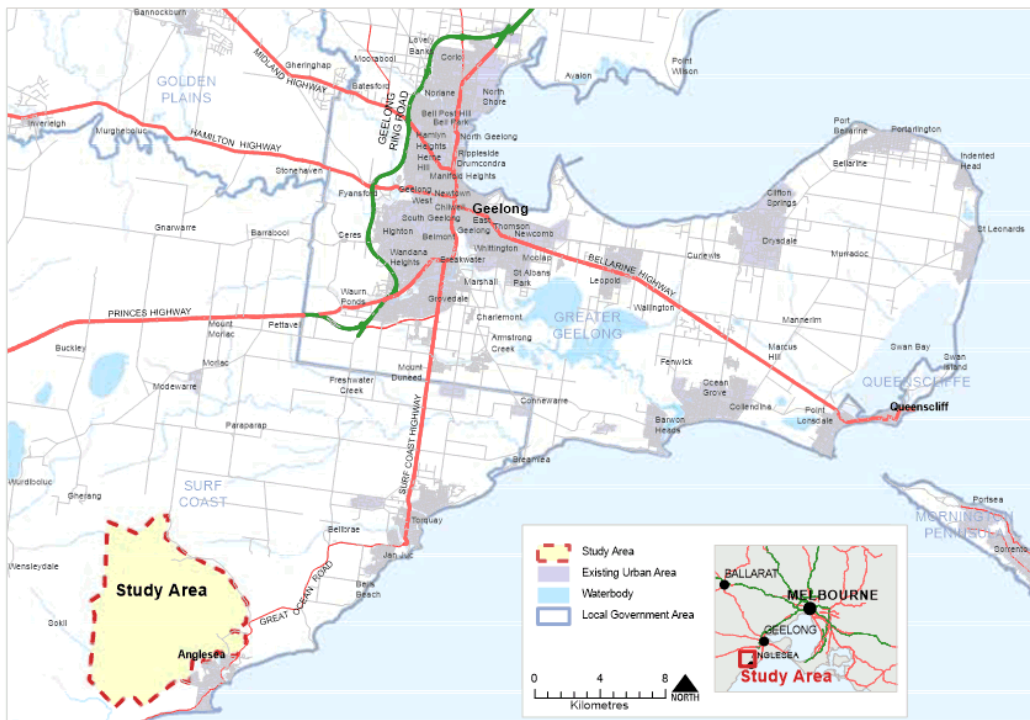 Bannockburn
Lovely
Banks
Corio
Moorabool
Gheringhap
MIDLAND HIGHWAY
Batesford
Point
Wilson
Avalon
GOLDEN
PLAINS
Norlane
North
Shore
GEELONG
RING ROAD
Bell Post Hill
Bell Park
Inverleigh
Murgheboluc
HAMILTON HIGHWAY
Hamlyn
Heights
North Geelong
Port
Bellarine
Portarlington
Herne
Hill
Rippleside
Drumcondra
Manifold Heights
Bellarine
Indented
Head
Stonehaven
Fyansford
Geelong
West
Newtown
Chilwell
Clifton
Springs
Geelong
South Geelong
East
Geelong
Thomson
Newcomb
St Leonards
Gnarwarre
Barrabool
Ceres
Highton
Belmont
Whittington
Moolap
Drysdale
Murradoc
Curlewis
Wandana
Heights
Breakwater
St Albans
Park
BELLARINE HIGHWAY
Leopold
Marshall
Waurn
Ponds
Grovedale
Wallington
PRINCES HIGHWAY
Pettavel
Charlemont
GREATER
GEELONG
Mannerim
Mount
Moriac
Armstrong
Creek
Marcus
Hill
Swan Bay
Buckley
Moriac
Mount
Duneed
Fenwick
Swan
Island
Modewarre
Freshwater
Creek
Ocean
Grove
QUEENSCLIFFE
Connewarre
Collendina
Point
Lonsdale
Queenscliff
Paraparap
SURF COAST HIGHWAY
Barwon
Heads
Breamlea
Wurdiboluc
Gherang
SURF
COAST
Portsea
MORNINGTON
PENINSULA
Sorrento
Torquay
Bellbrae
Jan Juc
Wensleydale
Study Area
Bells
Beach
GREAT OCEAN ROAD
Anglesea
Study Area
Existing Urban Area
Waterbody
Local Government Area
0 4 8
Kilometres
NORTH
BALLARAT
MELBOURNE
GEELONG
ANGLESEA
Study Area